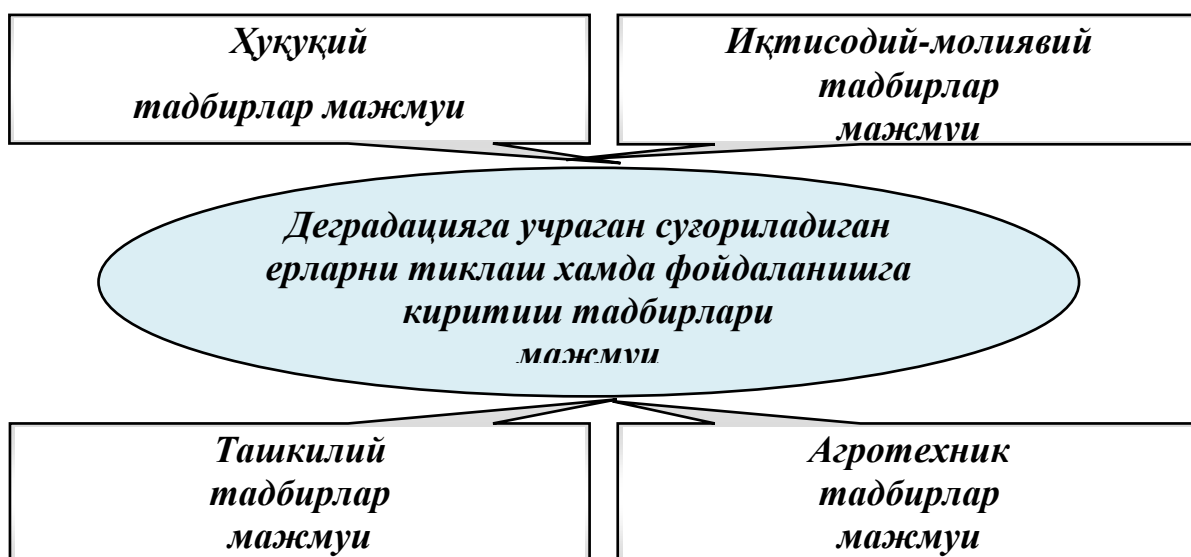 Ҳуқуқий
тадбирлар мажмуи
Иқтисодий-молиявий
тадбирлар
мажмуи
Деградацияга учраган суғориладиган
ерларни тиклаш хамда фойдаланишга
киритиш тадбирлари
мажмуи
Ташкилий
тадбирлар
мажмуи
Агротехник
тадбирлар
мажмуи